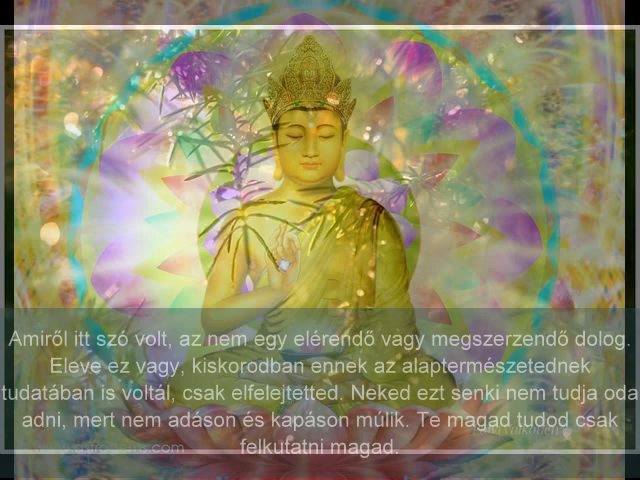 Amiről itt szó volt, az nem egy elérendő vagy megszerzendő dolog.
Eleve ez vagy, kiskorodban ennek az alaptermészetednek
tudatában is voltál, csak elfelejtetted. Neked ezt senki nem tudja oda
adni, mert nem adáson és kapáson múlik. Te magad tudod csak
felkutatni magad.